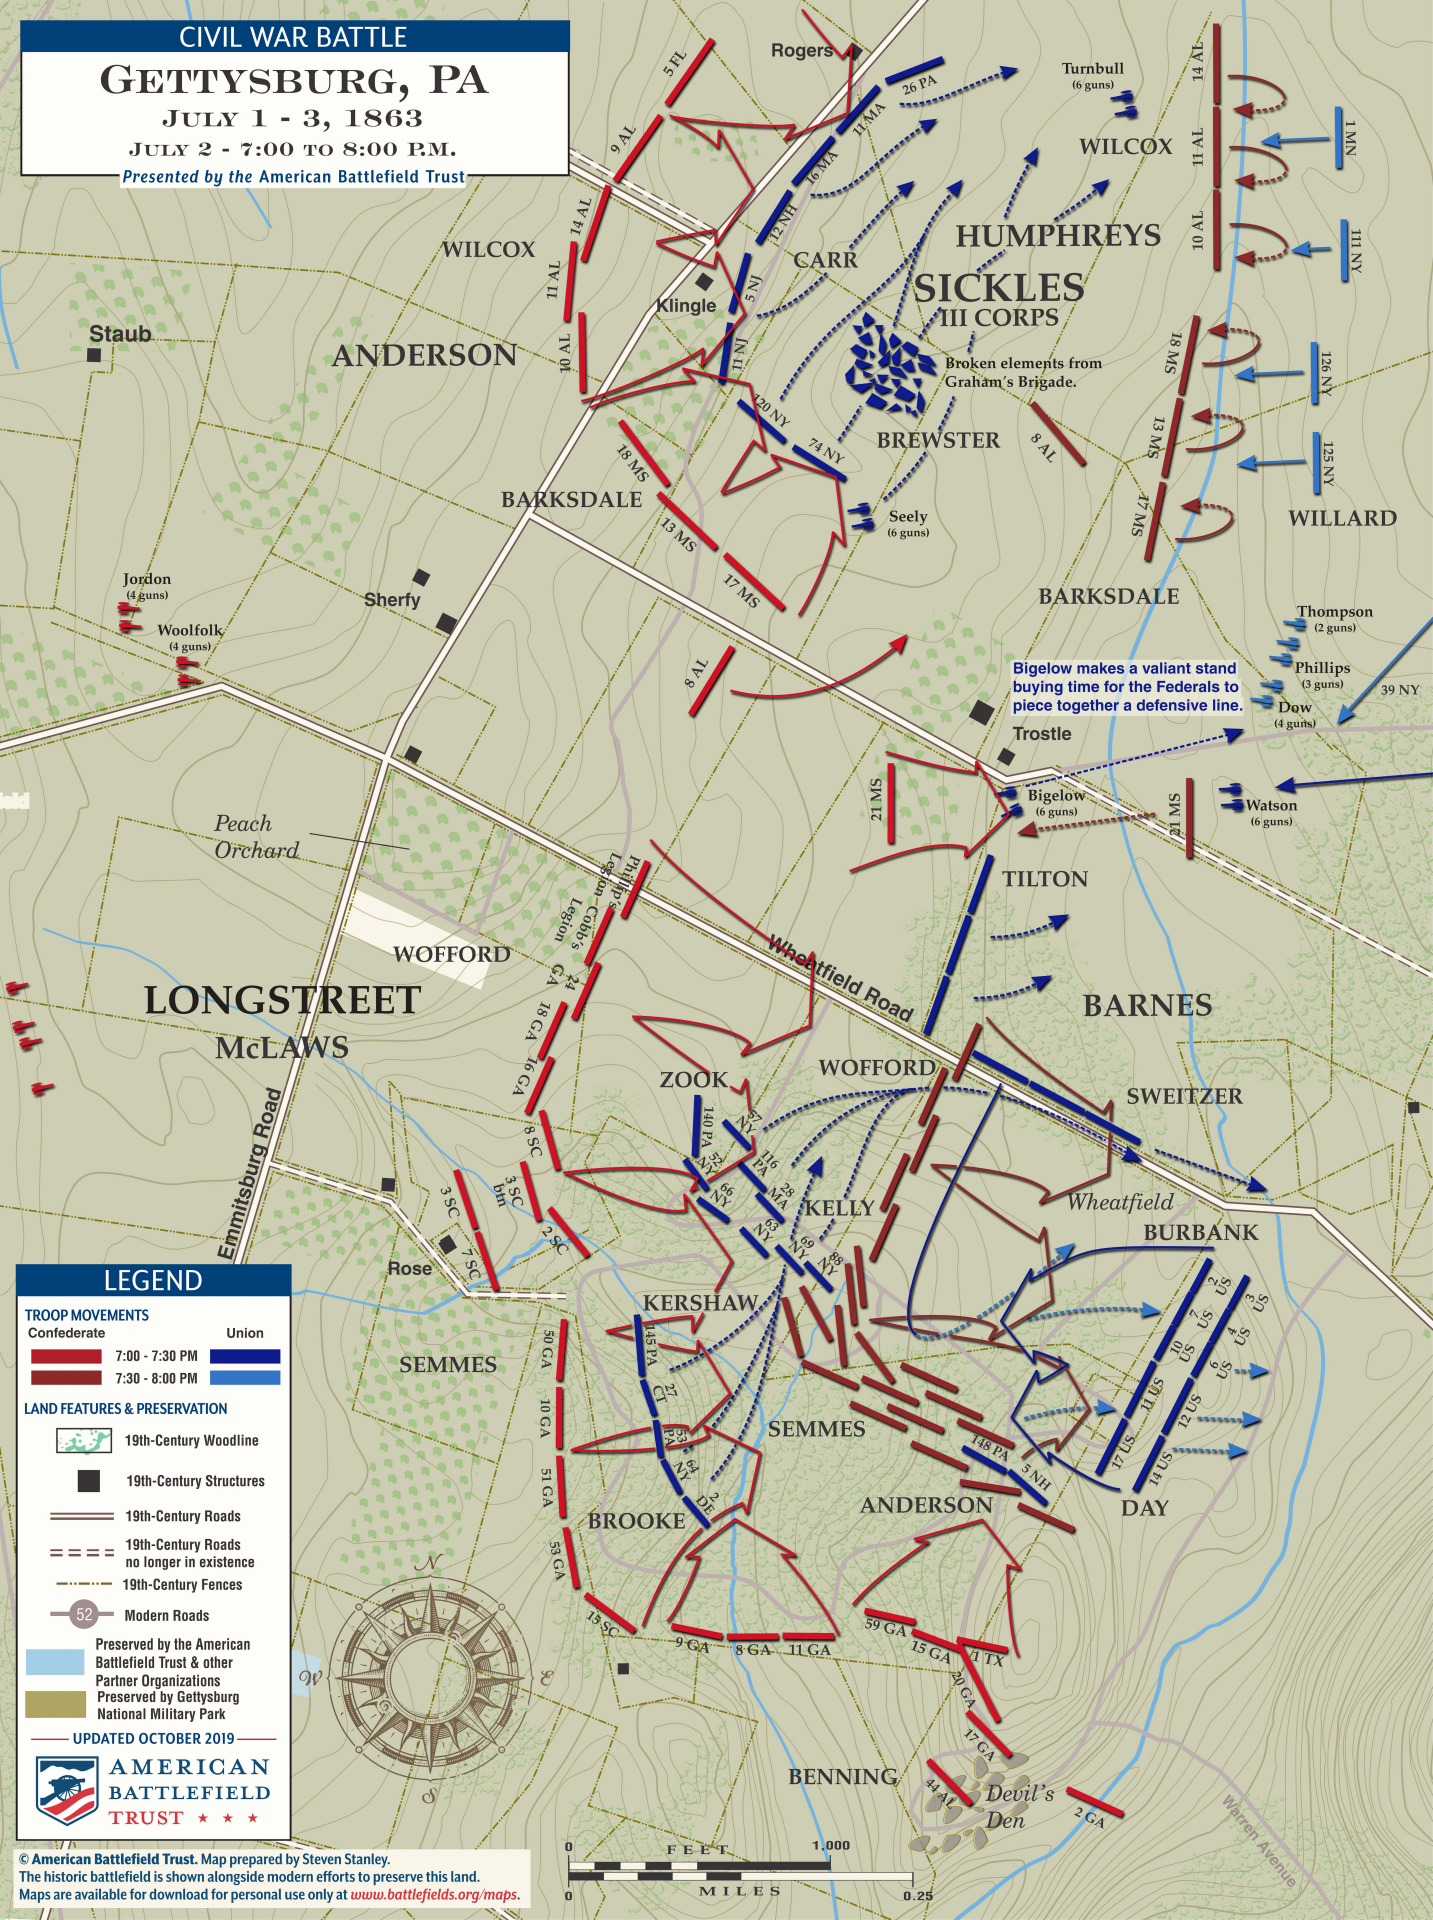 CIVIL WAR BATTLE
GETTYSBURG, PA
JULY 1 - 3, 1863
JULY 2 - 7:00 TO 8:00 P.M.
Presented by the American Battlefield Trust
5 FL
Rogers
26 PA
Turnbull
(6 guns)
14 AL
9 AL
11 MA
WILCOX
11 AL
1 MN
16 MA
14 AL
12 NH
10 AL
HUMPHREYS
111 NY
WILCOX
CARR
SICKLES
III CORPS
11 AL
5 NJ
Klingle
Staub
ANDERSON
10 AL
11 NJ
Broken elements from
Graham's Brigade.
18 MS
126 NY
120 NY
BREWSTER
8 AL
13 MS
74 NY
18 MS
125 NY
BARKSDALE
17 MS
WILLARD
Seely
(6 guns)
13 MS
Jordon
(4 guns)
17 MS
Sherfy
BARKSDALE
Thompson
(2 guns)
Woolfolk
(4 guns)
8 AL
Bigelow makes a valiant stand
buying time for the Federals to
piece together a defensive line.
Phillips
(3 guns)
39 NY
Dow
(4 guns)
Trostle
21 MS
Bigelow
(6 guns)
21 MS
Watson
(6 guns)
Peach
Orchard
Phillip's
Legion
TILTON
Cobb's
Legion
WOFFORD
Wheatfield Road
24
GA
LONGSTREET
BARNES
18 GA
McLAWS
16 GA
ZOOK
WOFFORD
SWEITZER
140 PA
57
NY
8 SC
52
NY
116
PA
Emmitsburg Road
3 SC
3 SC
btn
66
NY
28
MA
Wheatfield
KELLY
2 SC
63
NY
69
NY
88
BURBANK
7 SC
Rose
2
US
3
US
KERSHAW
7
US
4
US
50 GA
145 PA
10
US
6
US
SEMMES
27
CT
11 US
12 US
10 GA
SEMMES
53
PA
148 PA
17 US
14 US
51 GA
64
NY
5 NH
2
DE
BROOKE
ANDERSON
DAY
53 GA
15 SC
9 GA
8 GA
11 GA
59 GA
15 GA
1 TX
20 GA
17 GA
BENNING
44 AL
Devil's
Den
2 GA
Warren Avenue
LEGEND
TROOP MOVEMENTS
Confederate
Union
7:00 - 7:30 PM
7:30 - 8:00 PM
LAND FEATURES & PRESERVATION
19th-Century Woodline
19th-Century Structures
19th-Century Roads
19th-Century Roads
no longer in existence
19th-Century Fences
52
Modern Roads
Preserved by the American
Battlefield Trust & other
Partner Organizations
Preserved by Gettysburg
National Military Park
UPDATED OCTOBER 2019
AMERICAN
BATTLEFIELD
TRUST
N
W
E
S
0
FEET
1,000
0
MILES
0.25
© American Battlefield Trust. Map prepared by Steven Stanley.
The historic battlefield is shown alongside modern efforts to preserve this land.
Maps are available for download for personal use only at www.battlefields.org/maps.